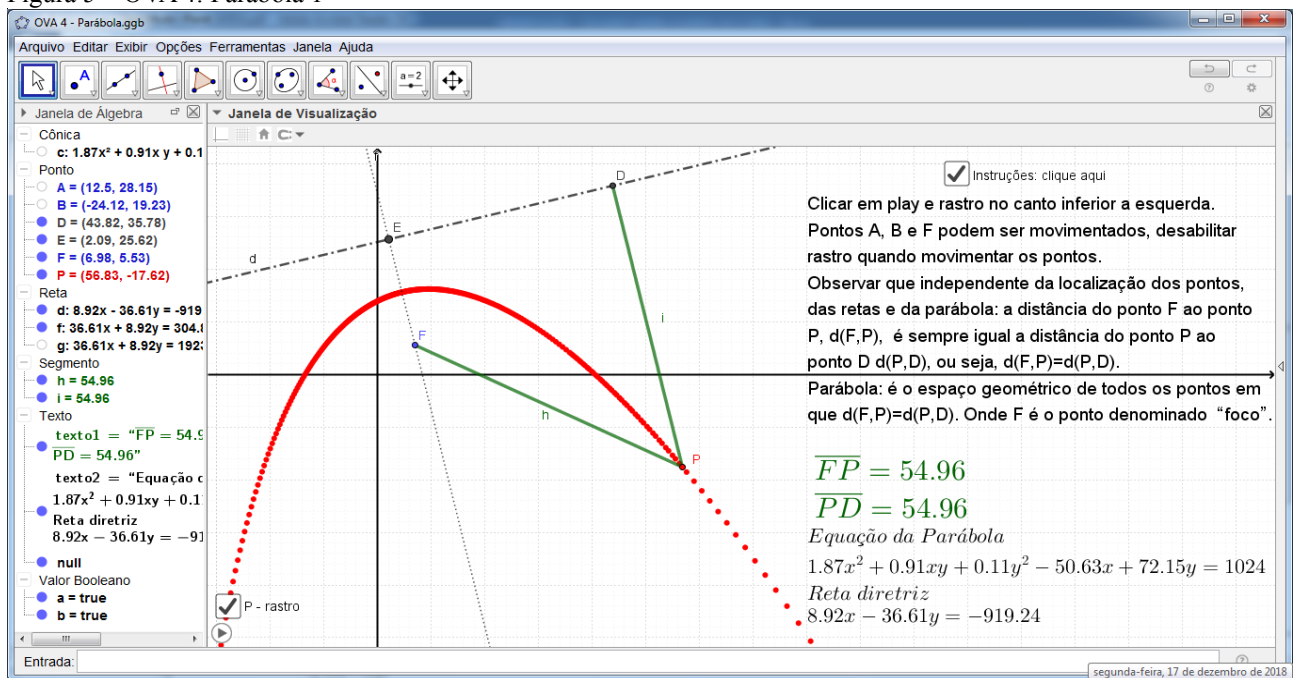 OVA 4 - Parábola.ggb
Arquivo Editar Exibir Opções Ferramentas Janela Ajuda
A
α
a=2
Janela de Álgebra
Janela de Visualização
Cônica
c: 1.87x² + 0.91x y + 0.1
Ponto
A = (12.5, 28.15)
B = (-24.12, 19.23)
D = (43.82, 35.78)
E = (2.09, 25.62)
F = (6.98, 5.53)
P = (56.83, -17.62)
Reta
d: 8.92x - 36.61y = -919
f: 36.61x + 8.92y = 304.
g: 36.61x + 8.92y = 192
Segmento
h = 54.96
i = 54.96
Texto
texto1 = “FP = 54.9
PD = 54.96”
texto2 = “Equação d
1.87x² + 0.91xy + 0.1
Reta diretriz
8.92x − 36.61y = −91
null
Valor Booleano
a = true
b = true
D
E
d
F
i
h
P
P - rastro
Instruções: clique aqui
Clicar em play e rastro no canto inferior a esquerda.
Pontos A, B e F podem ser movimentados, desabilitar
rastro quando movimentar os pontos.
Observar que independente da localização dos pontos,
das retas e da parábola: a distância do ponto F ao ponto
P, d(F,P), é sempre igual a distância do ponto P ao
ponto D d(P,D), ou seja, d(F,P)=d(P,D).
Parábola: é o espaço geométrico de todos os pontos em
que d(F,P)=d(P,D). Onde F é o ponto denominado “foco”.
FP = 54.96
PD = 54.96
Equação da Parábola
1.87x² + 0.91xy + 0.11y² − 50.63x + 72.15y = 1024
Reta diretriz
8.92x − 36.61y = −919.24
Entrada:
segunda-feira, 17 de dezembro de 2018